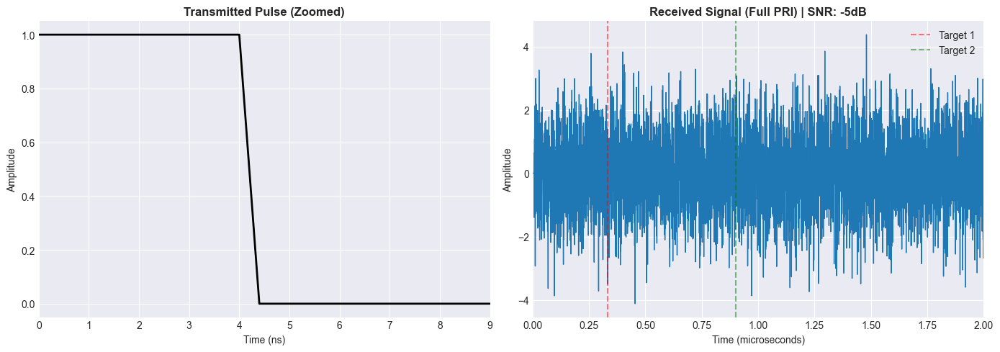 Transmitted Pulse (Zoomed)
Amplitude
1.0
0.8
0.6
0.4
0.2
0.0
0 1 2 3 4 5 6 7 8 9
Time (ns)
Received Signal (Full PRI) | SNR: -5dB
Target 1
Target 2
Amplitude
4
2
0
−2
−4
0.00 0.25 0.50 0.75 1.00 1.25 1.50 1.75 2.00
Time (microseconds)